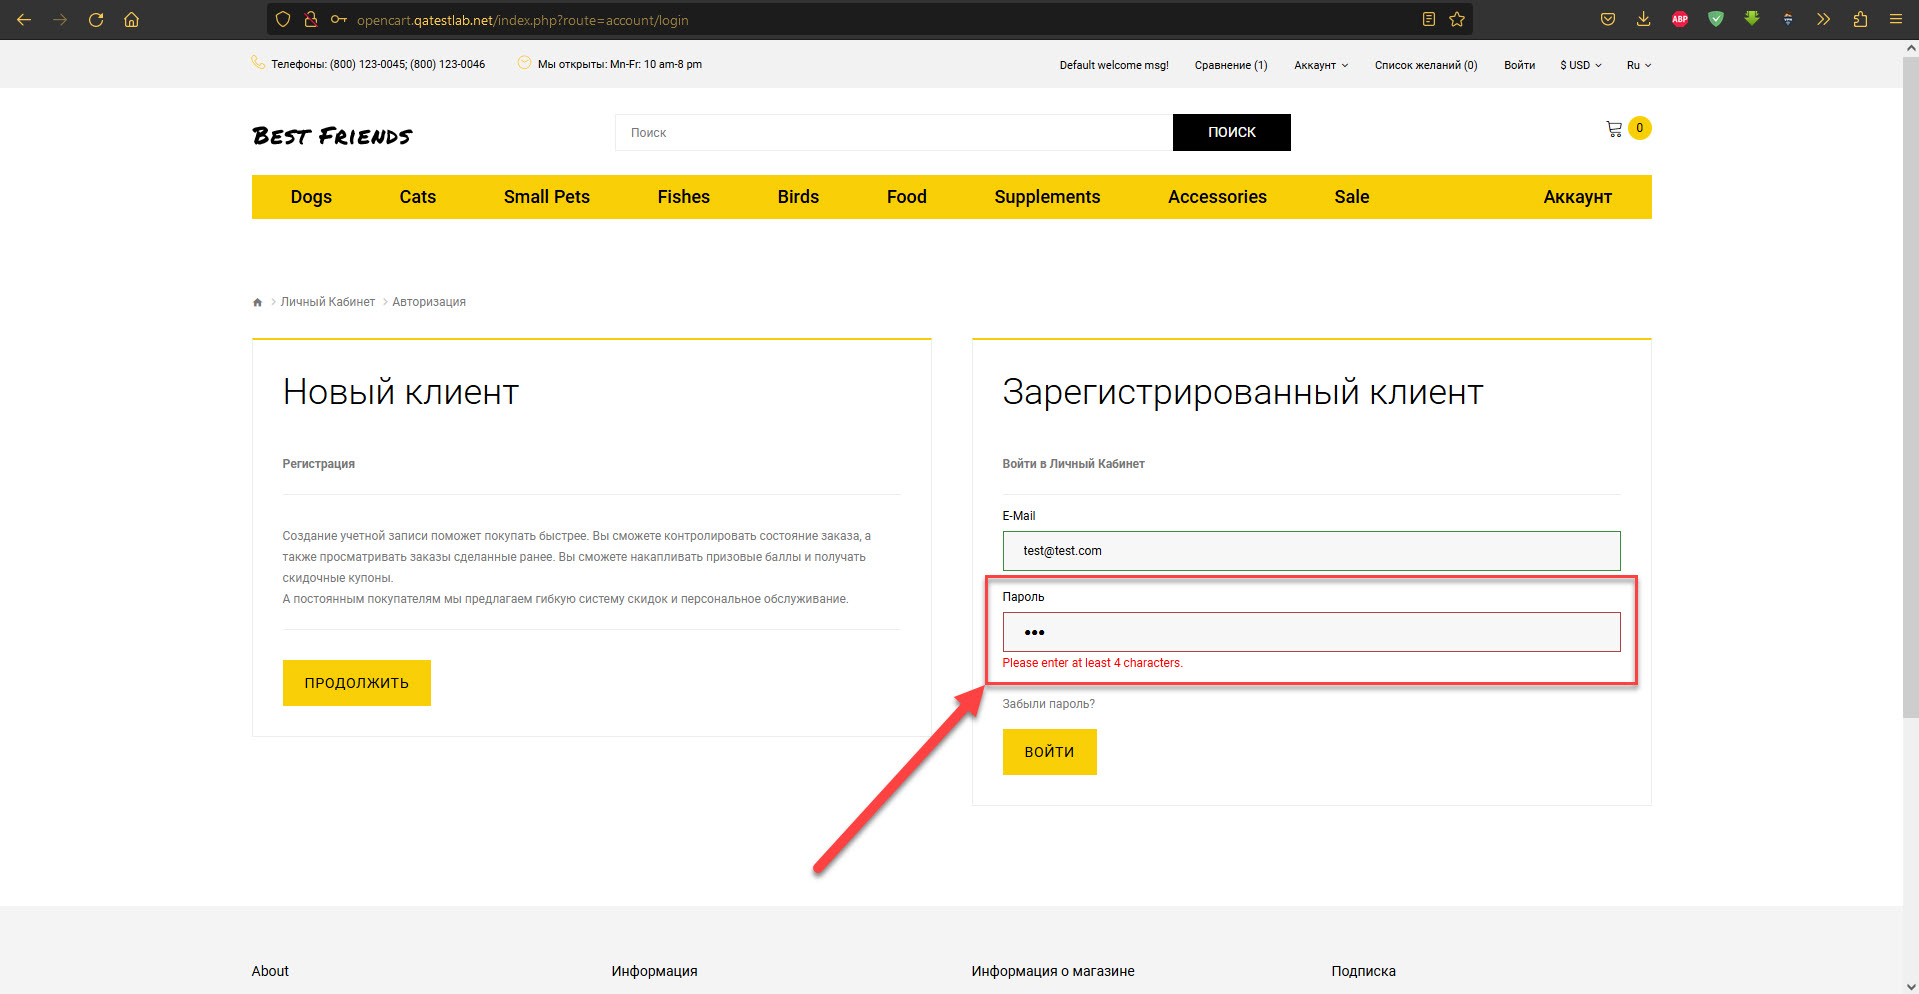 opencart.qatestlab.net/index.php?route=account/login
ABP
Телефоны: (800) 123-0045; (800) 123-0046
Мы открыты: Mn-Fr: 10 am-8 pm
Default welcome msg!
Сравнение (1)
Аккаунт
Список желаний (0)
Войти
$ USD
Ru
Best Friends
Поиск
ПОИСК
0
Dogs
Cats
Small Pets
Fishes
Birds
Food
Supplements
Accessories
Sale
Аккаунт
Личный Кабинет
Авторизация
Новый клиент
Регистрация
Создание учетной записи поможет покупать быстрее. Вы сможете контролировать состояние заказа, а
также просматривать заказы сделанные ранее. Вы сможете накапливать призовые баллы и получать
скидочные купоны.
А постоянным покупателям мы предлагаем гибкую систему скидок и персональное обслуживание.
ПРОДОЛЖИТЬ
Зарегистрированный клиент
Войти в Личный Кабинет
E-Mail
test@test.com
Пароль
•••
Please enter at least 4 characters.
Забыли пароль?
ВОЙТИ
About
Информация
Информация о магазине
Подписка